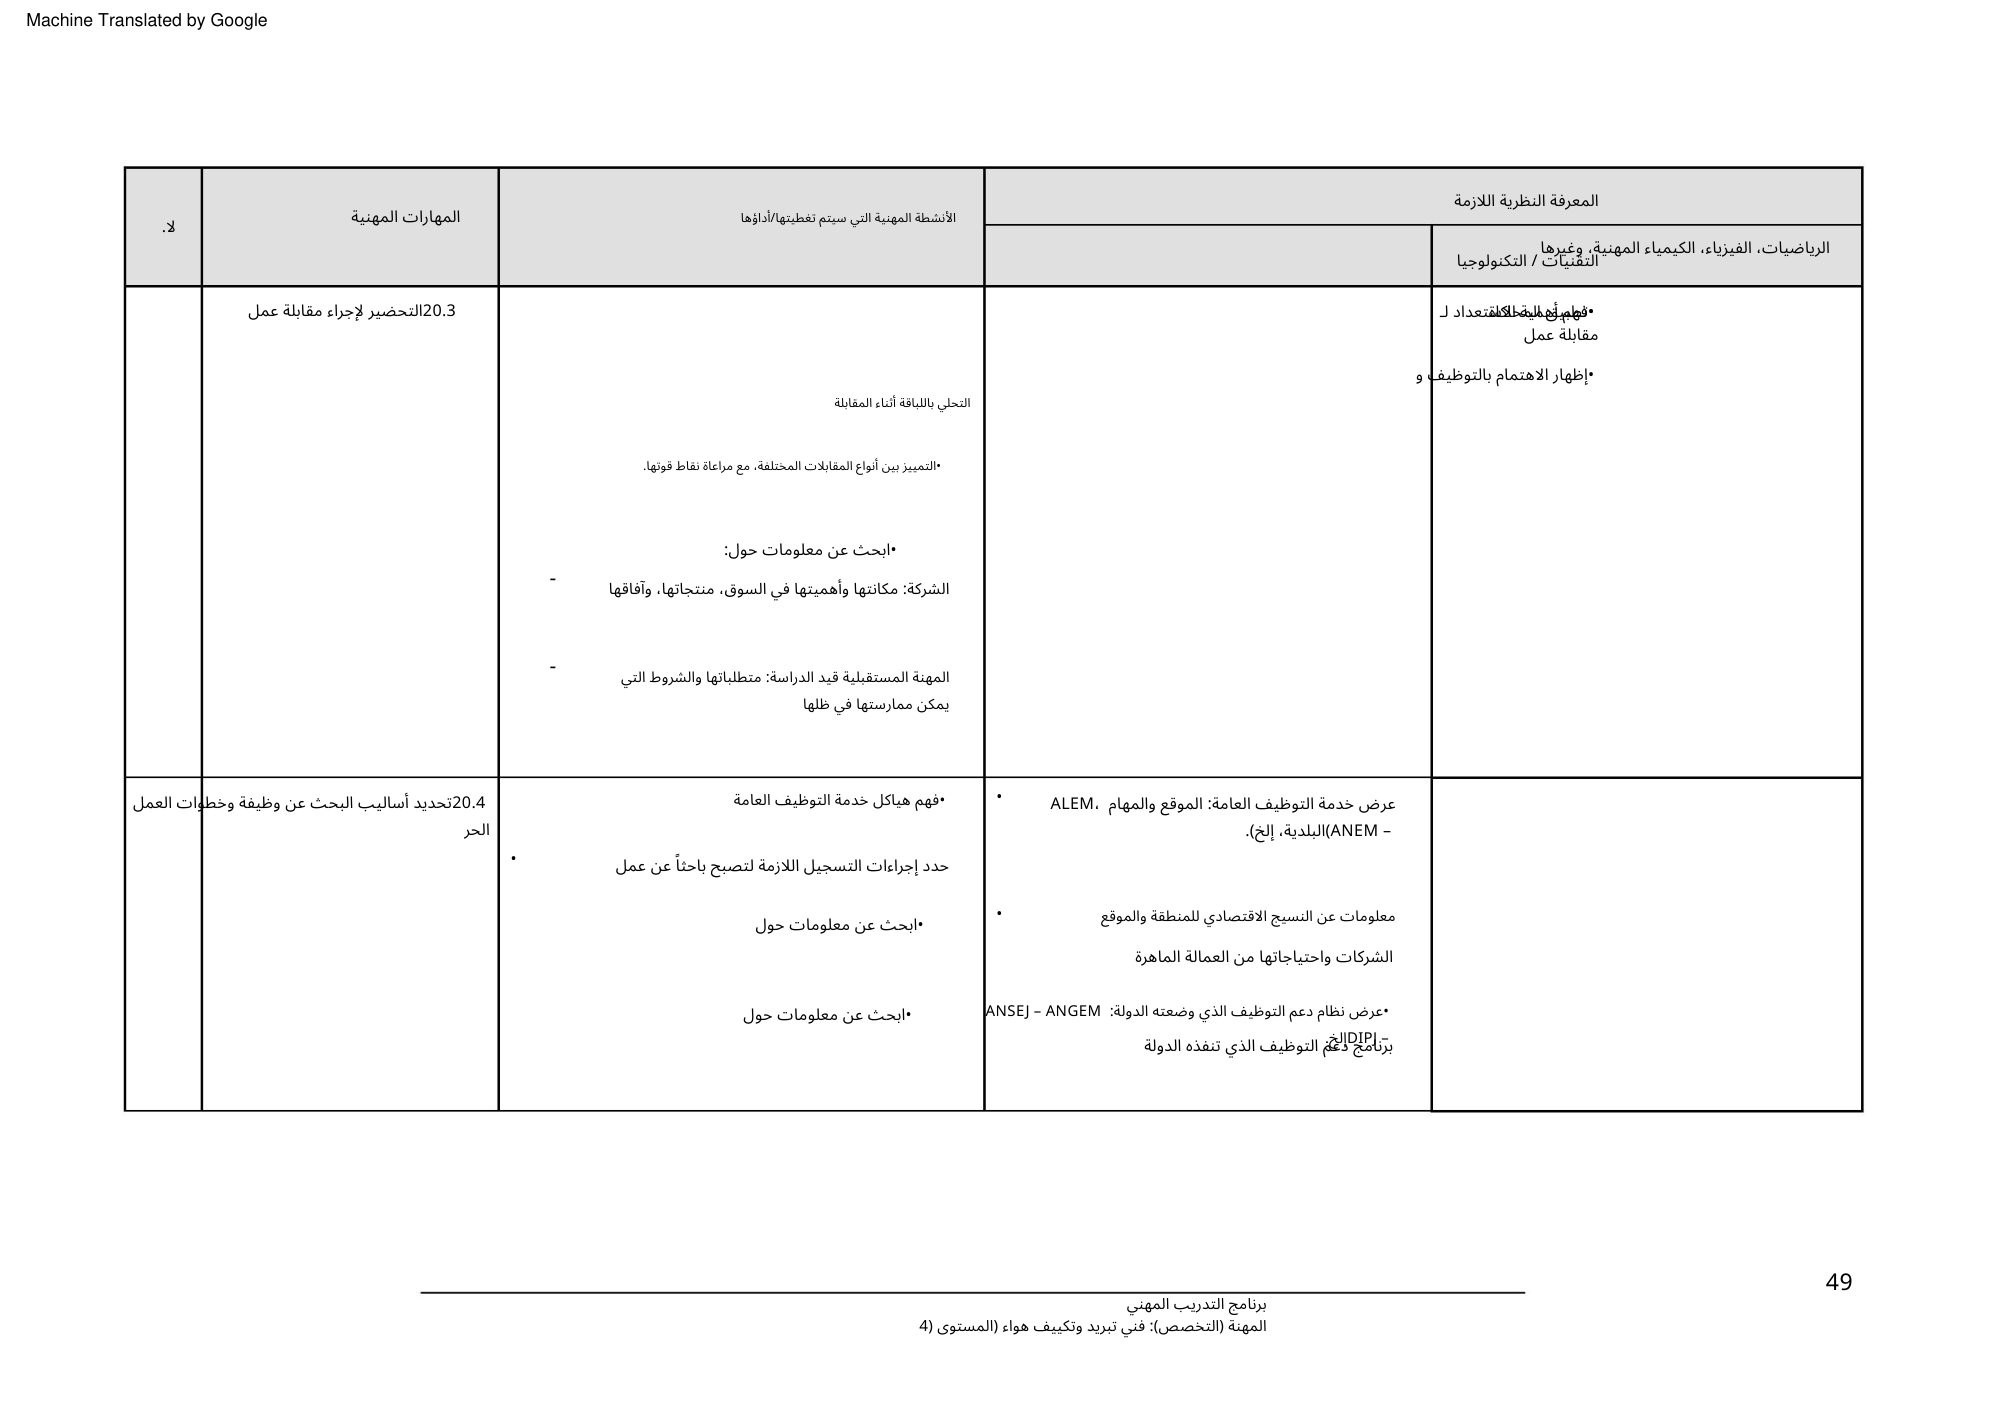 Machine Translated by Google
لا.
المهارات المهنية
الأنشطة المهنية التي سيتم تغطيتها/أداؤها
المعرفة النظرية اللازمة
الرياضيات، الفيزياء، الكيمياء المهنية، وغيرها
التقنيات / التكنولوجيا
20.3التحضير لإجراء مقابلة عمل
التحلي باللباقة أثناء المقابلة
•التمييز بين أنواع المقابلات المختلفة، مع مراعاة نقاط قوتها.
•ابحث عن معلومات حول:
- الشركة: مكانتها وأهميتها في السوق، منتجاتها، وآفاقها
- المهنة المستقبلية قيد الدراسة: متطلباتها والشروط التي
يمكن ممارستها في ظلها
مقابلة عمل
•إظهار الاهتمام بالتوظيف و
20.4تحديد أساليب البحث عن وظيفة وخطوات العمل
الحر
•فهم هياكل خدمة التوظيف العامة
• حدد إجراءات التسجيل اللازمة لتصبح باحثاً عن عمل
•ابحث عن معلومات حول
•ابحث عن معلومات حول
• عرض خدمة التوظيف العامة: الموقع والمهام ALEM،
– ANEM)البلدية، إلخ).
• معلومات عن النسيج الاقتصادي للمنطقة والموقع
الشركات واحتياجاتها من العمالة الماهرة
•عرض نظام دعم التوظيف الذي وضعته الدولة: ANSEJ – ANGEM
– DIPJإلخ
برنامج دعم التوظيف الذي تنفذه الدولة
49
برنامج التدريب المهني
المهنة (التخصص): فني تبريد وتكييف هواء (المستوى (4